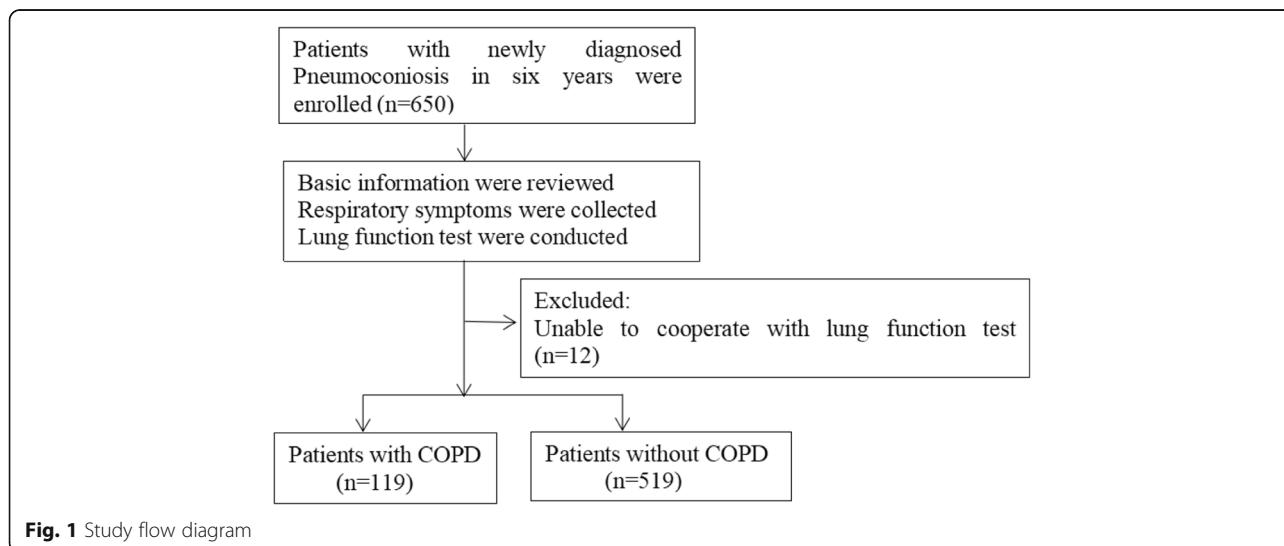 Patients with newly diagnosed
Pneumoconiosis in six years were
enrolled (n=650)
Basic information were reviewed
Respiratory symptoms were collected
Lung function test were conducted
Excluded:
Unable to cooperate with lung function test
(n=12)
Patients with COPD
(n=119)
Patients without COPD
(n=519)
Fig. 1 Study flow diagram